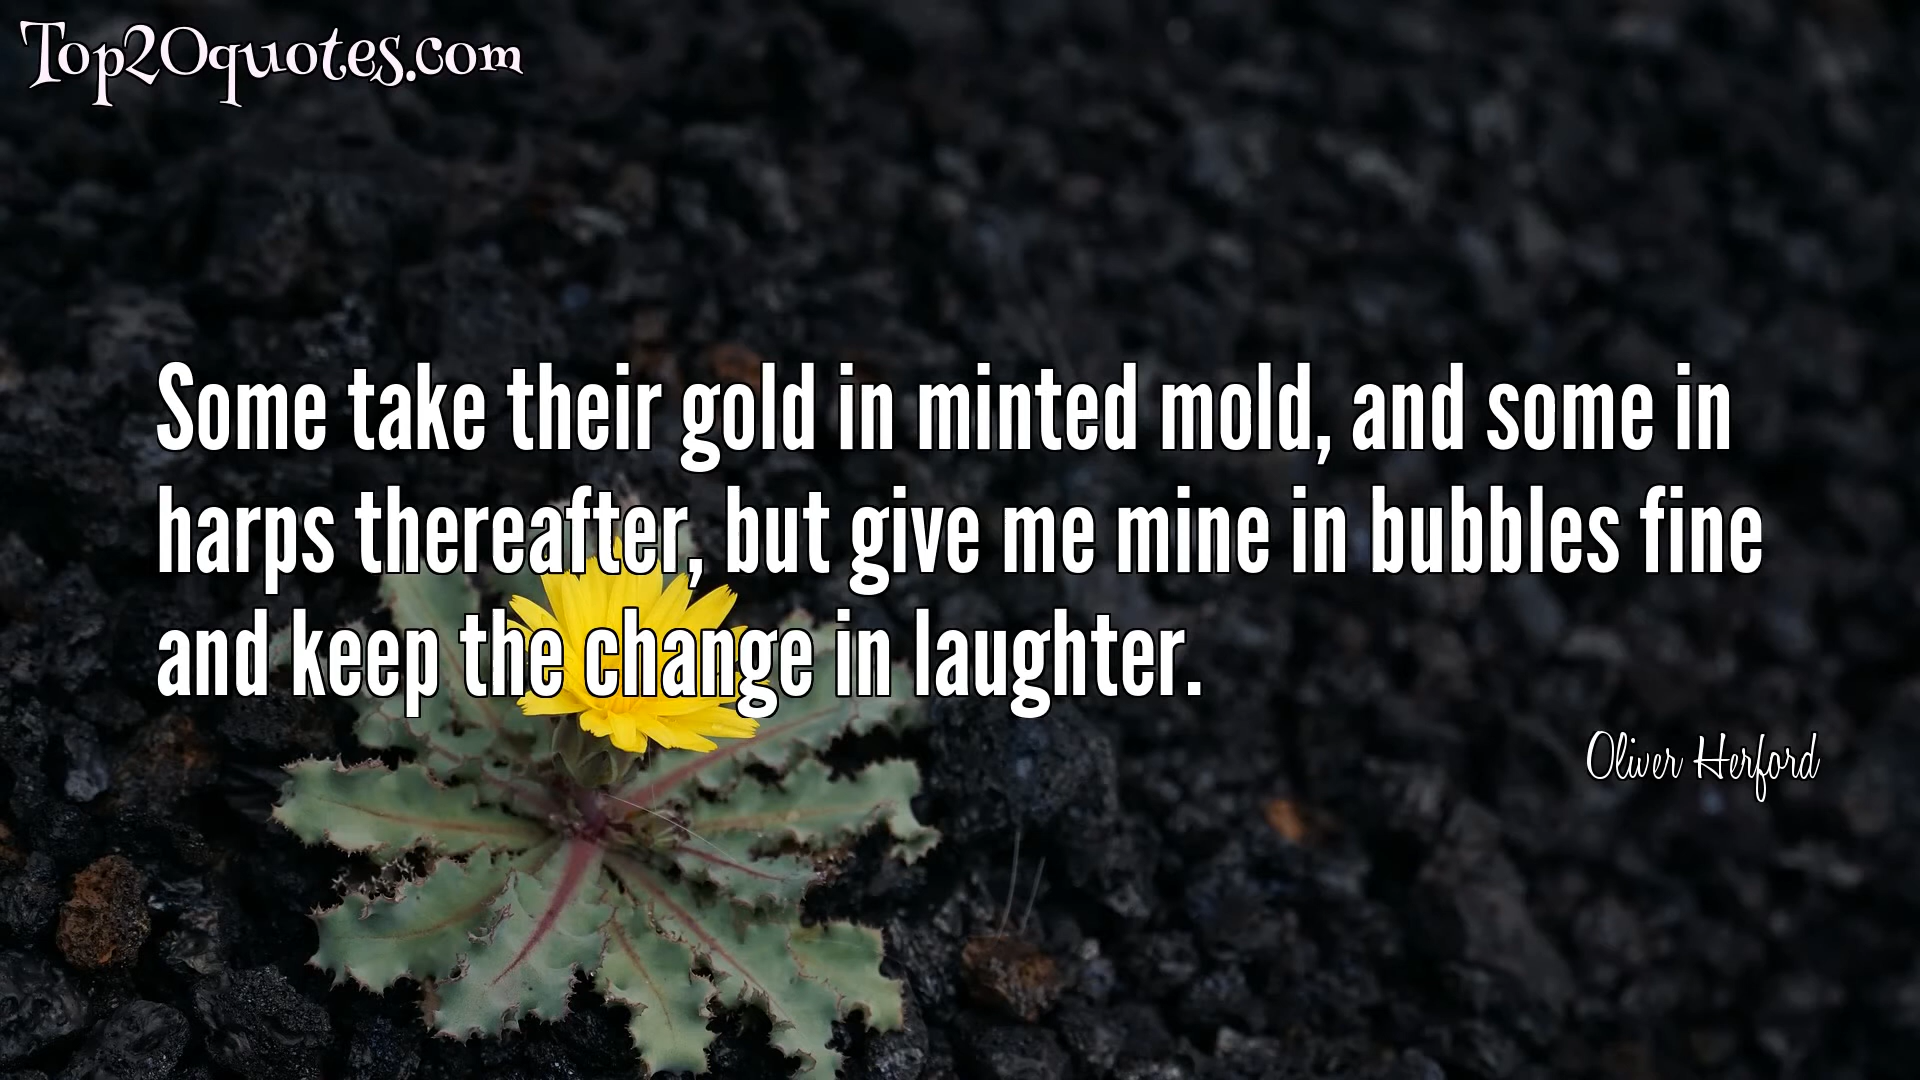 Top20quotes.com
Some take their gold in minted mold, and some in
harps thereafter, but give me mine in bubbles fine
and keep the change in laughter.
Oliver Herford